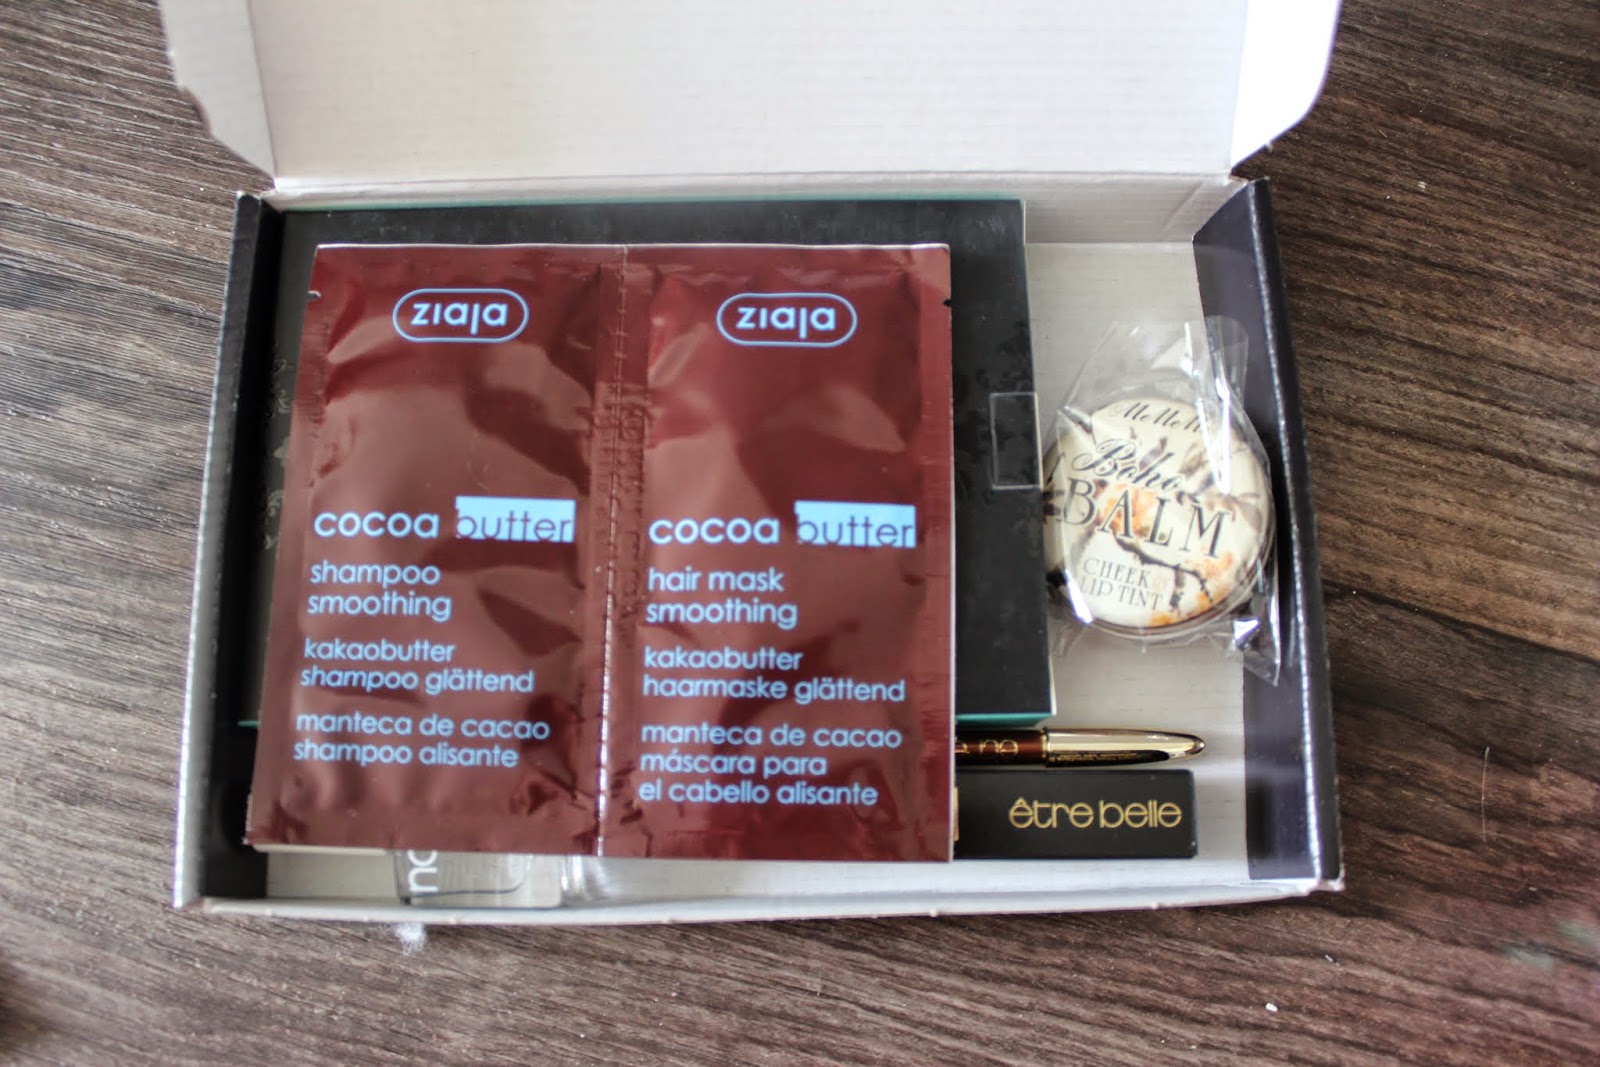 ziaja
cocoa butter
shampoo
smoothing
kakaobutter
shampoo glättend
manteca de cacao
shampoo alisante
ziaja
cocoa butter
hair mask
smoothing
kakaobutter
haarmaske glättend
manteca de cacao
máscara para
el cabello alisante
Boho
BALM
CHEEK &
LIP TINT
être belle